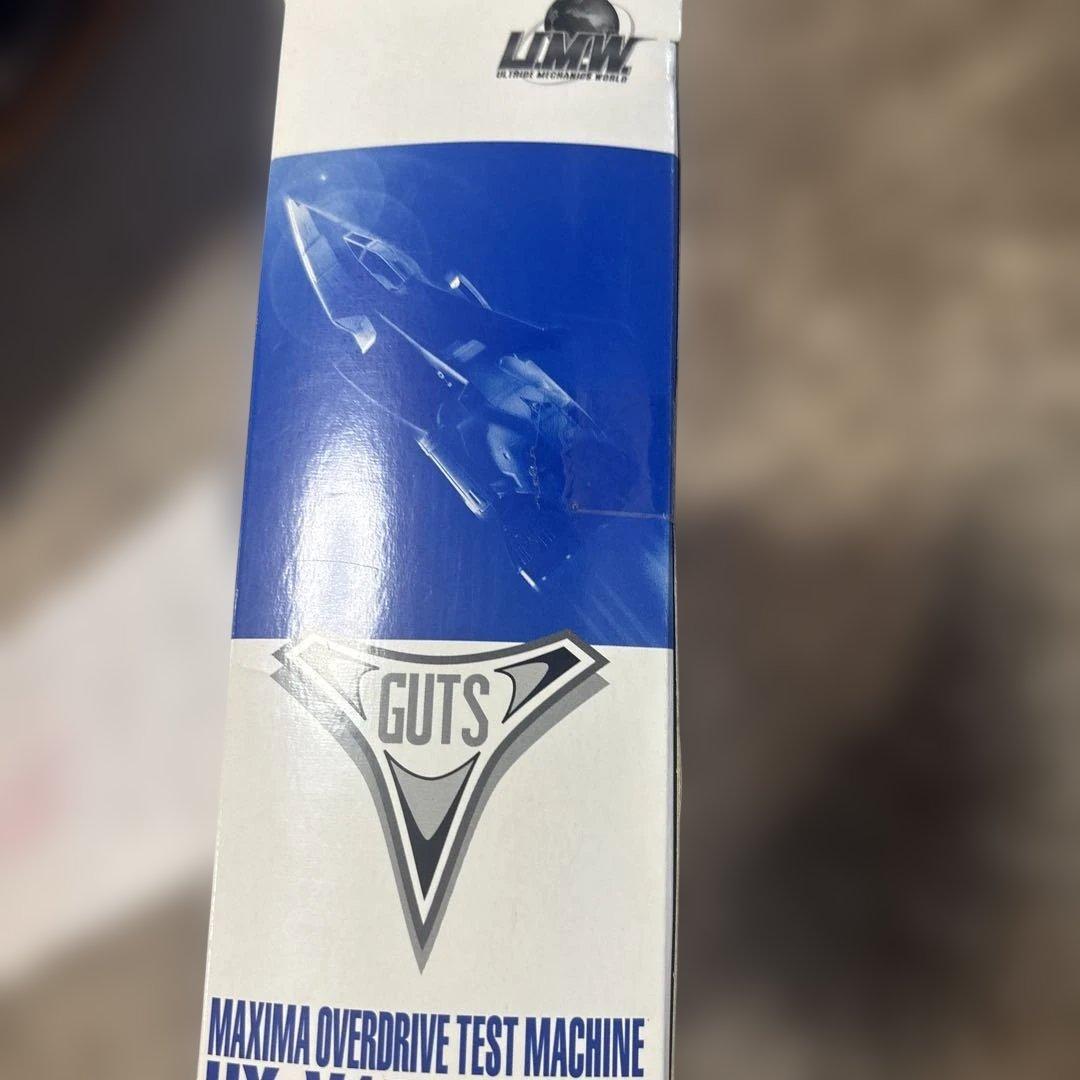 U.M.W.
ULTRIDE MECHANICS WORLD
GUTS
MAXIMA OVERDRIVE TEST MACHINE